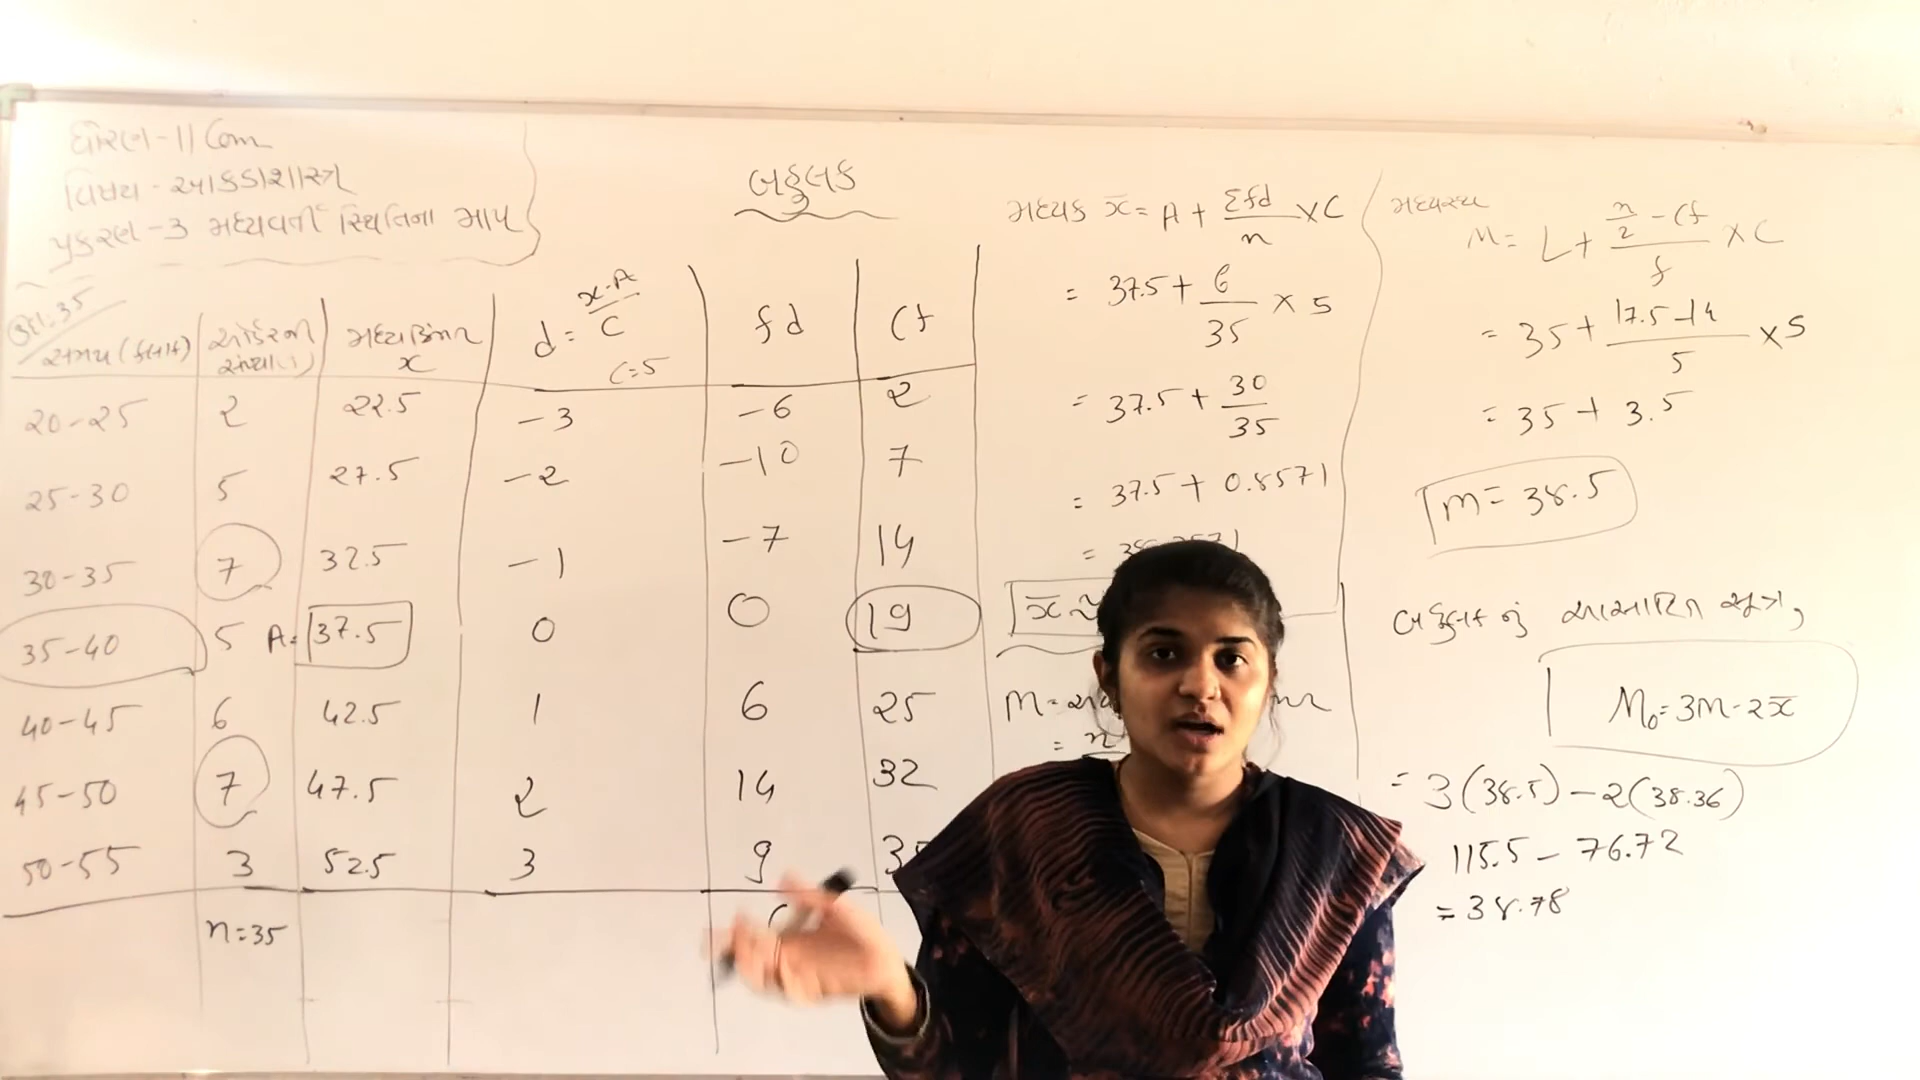 ધોરણ-11 Com
વિષય - આંકડાશાસ્ત્ર
પ્રકરણ-3 મધ્યવર્તી સ્થિતિના માપ
બહુલક
ઉદા:35
સમય (કલાક) | ઓર્ડરની સંખ્યા | મધ્યકિંમત x | d = x-A / C C=5 | fd | Cf
20-25 2 22.5 -3 -6 2
25-30 5 27.5 -2 -10 7
30-35 7 32.5 -1 -7 14
35-40 5 A= 37.5 0 0 19
40-45 6 42.5 1 6 25
45-50 7 47.5 2 14 32
50-55 3 52.5 3 9
n=35
મધ્યક x̄ = A + Σfd / n × C
= 37.5 + 6 / 35 × 5
= 37.5 + 30 / 35
= 37.5 + 0.8571
x̄ ≈
M =
= n
મધ્યસ્થ
M = L + n/2 - Cf / f × C
= 35 + 17.5 - 14 / 5 × 5
= 35 + 3.5
M = 38.5
બહુલકનું સૂત્ર,
M₀ = 3M - 2x̄
= 3(38.5) - 2(38.36)
115.5 - 76.72
= 38.78